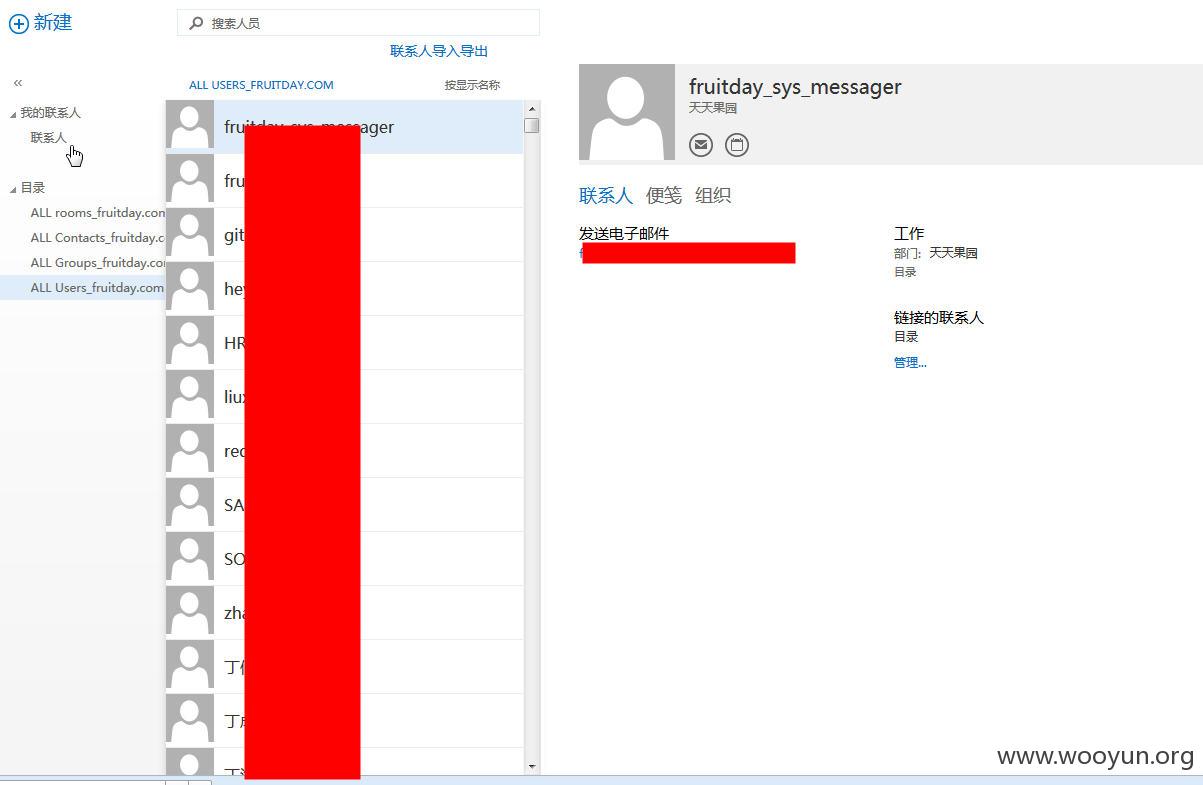 新建
搜索人员
联系人导入导出
«
ALL USERS_FRUITDAY.COM
按显示名称
我的联系人
联系人
目录
ALL rooms_fruitday.com
ALL Contacts_fruitday.c
ALL Groups_fruitday.co
ALL Users_fruitday.com
fruitday_sys_messager
fru
git
hey
HR
liu
rec
SA
SO
zha
丁
丁
丁
fruitday_sys_messager
天天果园
联系人 便笺 组织
发送电子邮件
工作
部门: 天天果园
目录
链接的联系人
目录
管理...
www.wooyun.org